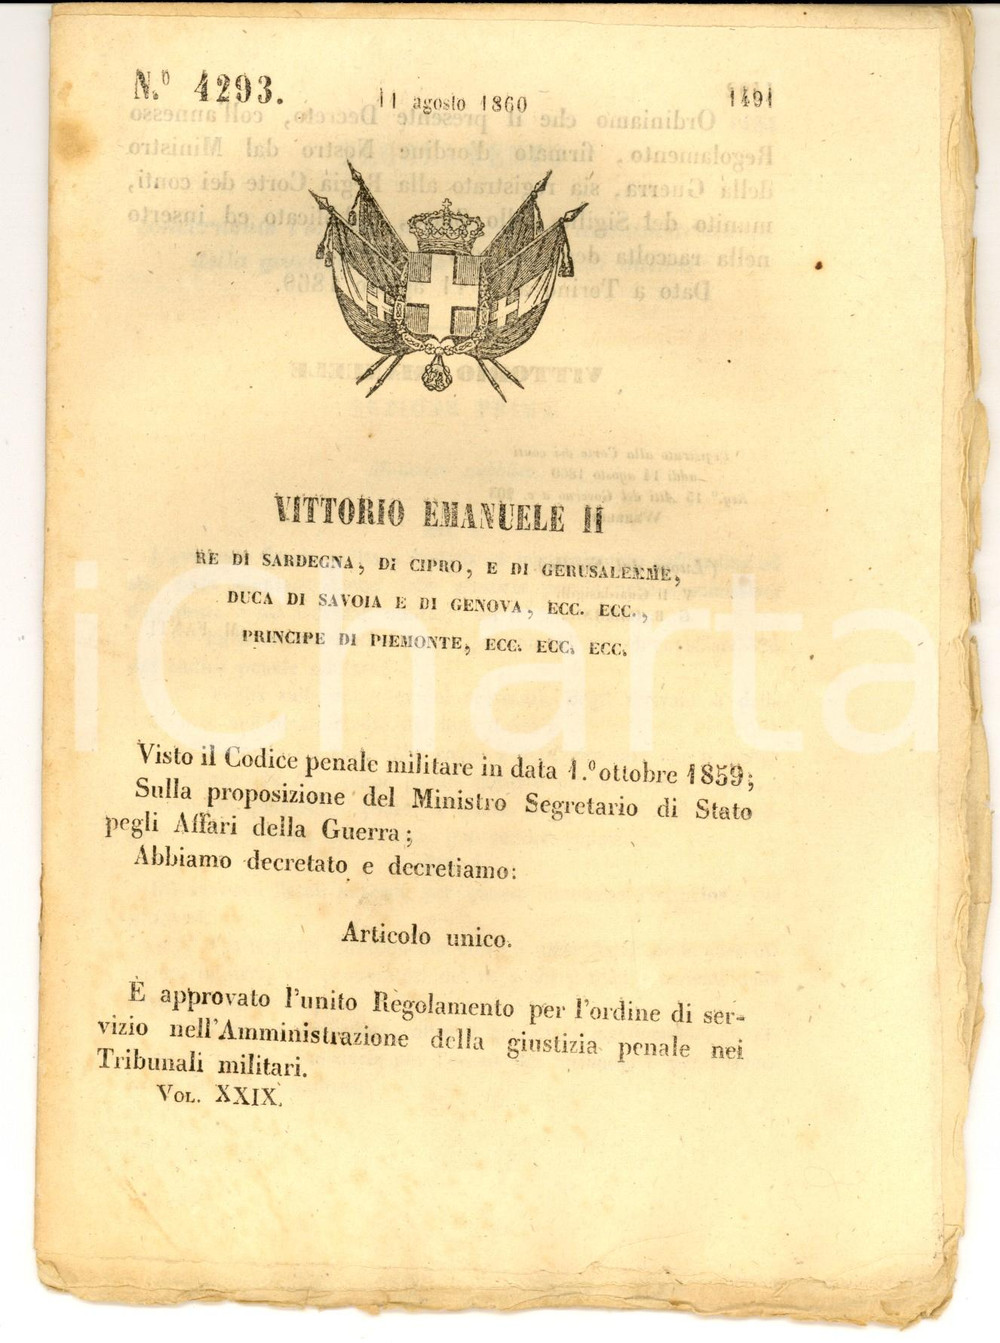 N.º 4293.
11 agosto 1860
1491
VITTORIO EMANUELE II
RE DI SARDEGNA, DI CIPRO, E DI GERUSALEMME,
DUCA DI SAVOIA E DI GENOVA, ECC. ECC.,
PRINCIPE DI PIEMONTE, ECC. ECC. ECC.
iCharta
Visto il Codice penale militare in data 1.º ottobre 1859;
Sulla proposizione del Ministro Segretario di Stato
pegli Affari della Guerra;
Abbiamo decretato e decretiamo:
Articolo unico.
È approvato l'unito Regolamento per l'ordine di ser-
vizio nell'Amministrazione della giustizia penale nei
Tribunali militari.
VOL. XXIX.